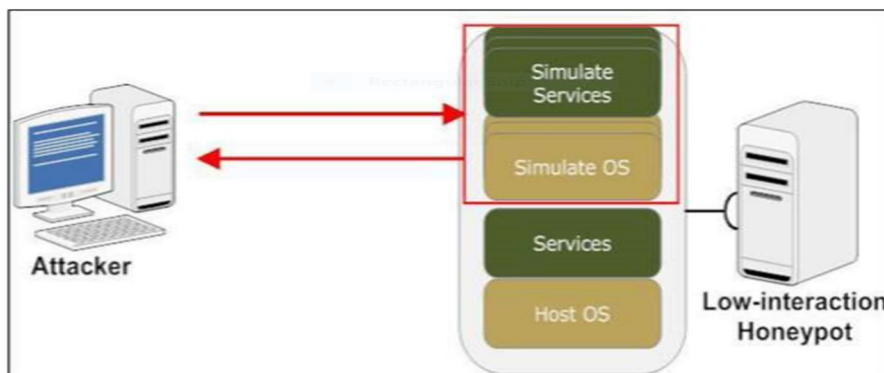 Simulate
Services
Simulate OS
Services
Host OS
Attacker
Low-interaction
Honeypot